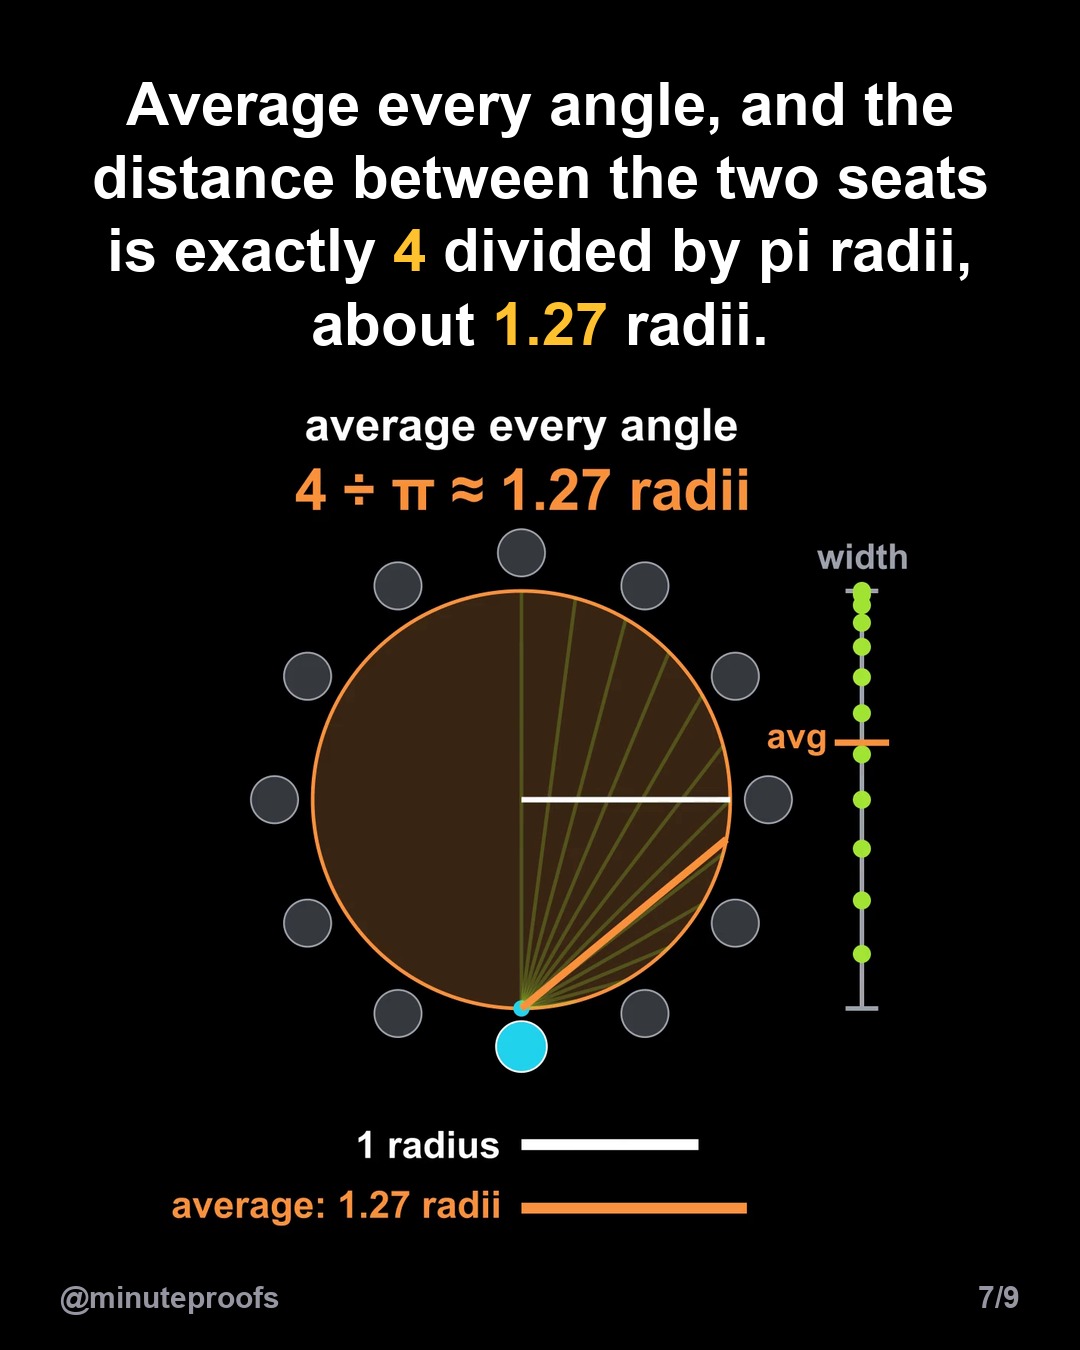 Average every angle, and the
distance between the two seats
is exactly 4 divided by pi radii,
about 1.27 radii.
average every angle
4 ÷ π ≈ 1.27 radii
width
avg
1 radius
average: 1.27 radii
@minuteproofs
7/9